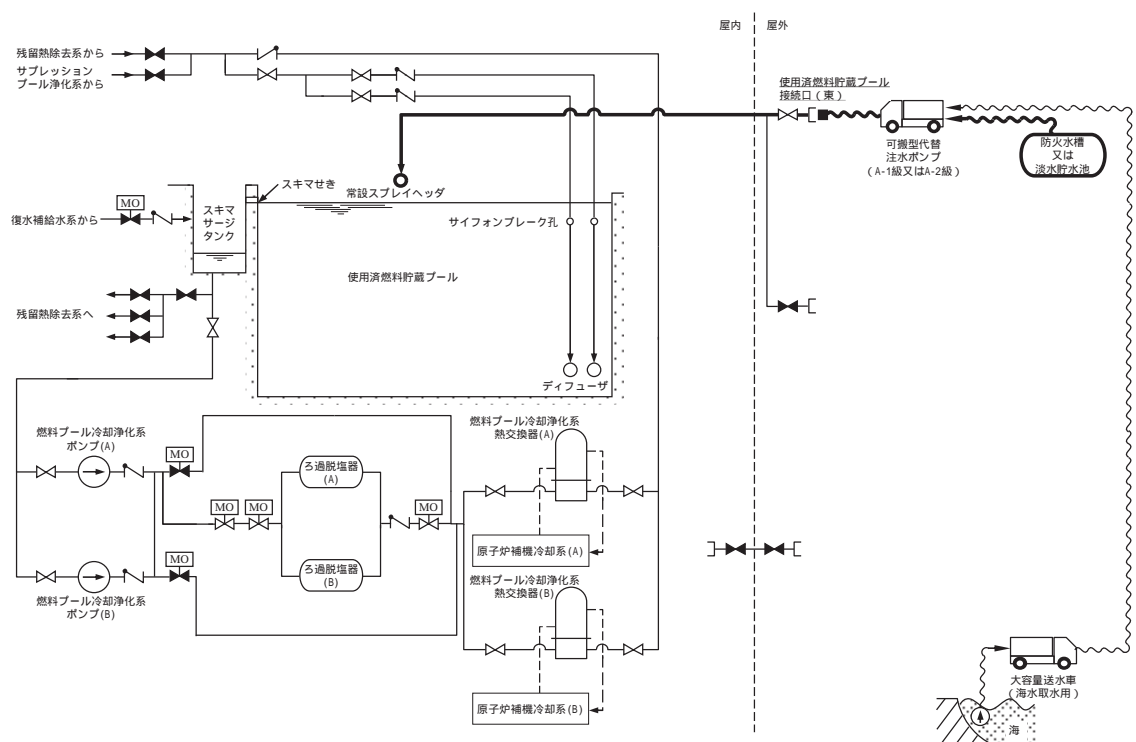 屋内
屋外
残留熱除去系から
サプレッション
プール浄化系から
使用済燃料貯蔵プール
接続口(東)
可搬型代替
注水ポンプ
(A-1級又はA-2級)
防火水槽
又は
淡水貯水池
スキマせき
常設スプレイヘッダ
MO
復水補給水系から
スキマ
サージ
タンク
サイフォンブレーク孔
使用済燃料貯蔵プール
残留熱除去系へ
ディフューザ
燃料プール冷却浄化系
ポンプ(A)
MO
ろ過脱塩器
(A)
燃料プール冷却浄化系
熱交換器(A)
MO
MO
MO
原子炉補機冷却系(A)
MO
ろ過脱塩器
(B)
燃料プール冷却浄化系
熱交換器(B)
燃料プール冷却浄化系
ポンプ(B)
原子炉補機冷却系(B)
大容量送水車
(海水取水用)
海